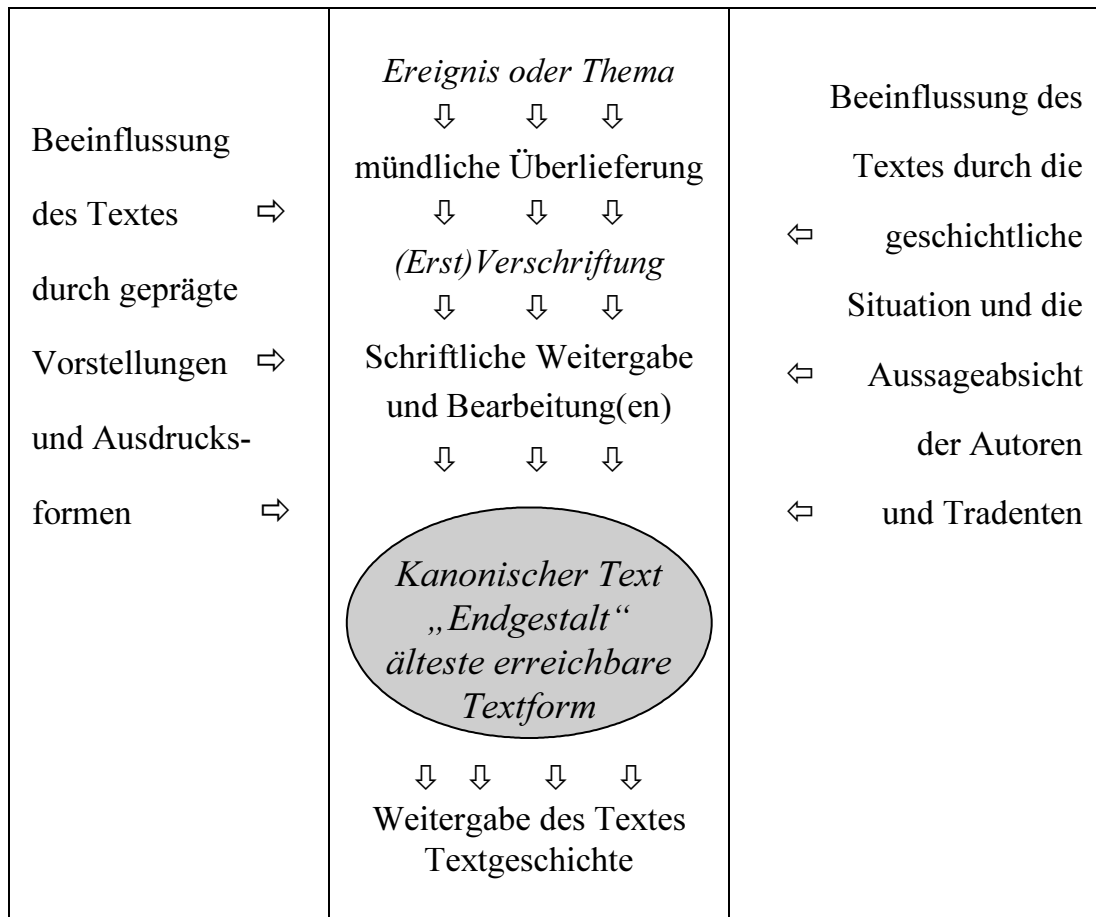 Beeinflussung
des Textes ⇨
durch geprägte
Vorstellungen ⇨
und Ausdrucks-
formen ⇨
Ereignis oder Thema
⇩ ⇩ ⇩
mündliche Überlieferung
⇩ ⇩ ⇩
(Erst)Verschriftung
⇩ ⇩ ⇩
Schriftliche Weitergabe
und Bearbeitung(en)
⇩ ⇩ ⇩
Kanonischer Text
„Endgestalt“
älteste erreichbare
Textform
⇩ ⇩ ⇩ ⇩
Weitergabe des Textes
Textgeschichte
Beeinflussung des
Textes durch die
⇦ geschichtliche
Situation und die
⇦ Aussageabsicht
der Autoren
⇦ und Tradenten